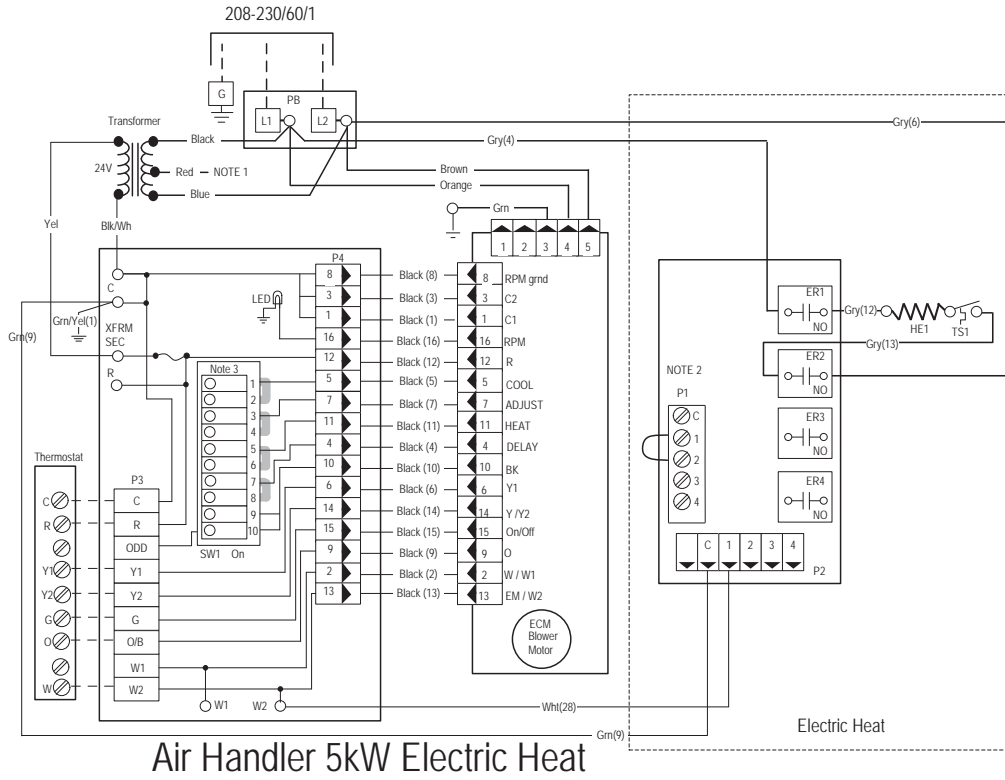 208-230/60/1
G
PB
L1
L2
Transformer
Black
Gry(4)
Gry(6)
24V
Red
NOTE 1
Blue
Brown
Orange
Yel
Blk/Wh
Grn
1 2 3 4 5
P4
C
LED
Grn/Yel(1)
Grn(9)
XFRM
SEC
R
8 Black (8) 8 RPM grnd
3 Black (3) 3 C2
1 Black (1) 1 C1
16 Black (16) 16 RPM
12 Black (12) 12 R
5 Black (5) 5 COOL
7 Black (7) 7 ADJUST
11 Black (11) 11 HEAT
4 Black (4) 4 DELAY
10 Black (10) 10 BK
6 Black (6) 6 Y1
14 Black (14) 14 Y /Y2
15 Black (15) 15 On/Off
9 Black (9) 9 O
2 Black (2) 2 W / W1
13 Black (13) 13 EM / W2
Note 3
1
2
3
4
5
6
7
8
9
10
SW1 On
Thermostat
C
R
Y1
Y2
G
O
W
P3
C
R
ODD
Y1
Y2
G
O/B
W1
W2
W1
W2
ECM
Blower
Motor
ER1
NO
Gry(12)
HE1
TS1
Gry(13)
ER2
NO
NOTE 2
P1
C
1
2
3
4
ER3
NO
ER4
NO
C 1 2 3 4
P2
Wht(28)
Grn(9)
Electric Heat
Air Handler 5kW Electric Heat